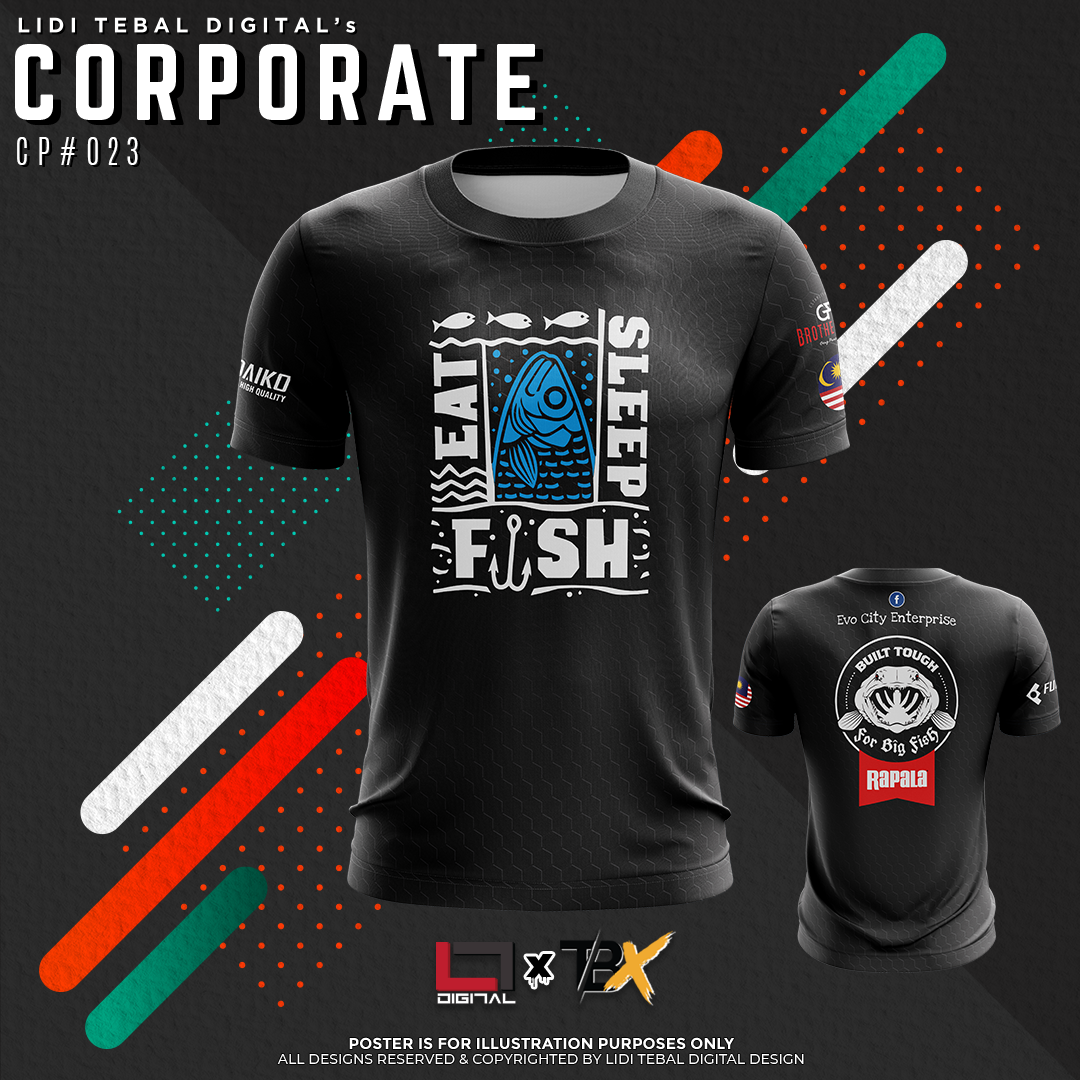 LIDI TEBAL DIGITAL's
CORPORATE
CP#023
DAIKO
HIGH QUALITY
EAT
SLEEP
FISH
Evo City Enterprise
BUILT TOUGH
For Big Fish
Rapala
DIGITAL
X
TBX
POSTER IS FOR ILLUSTRATION PURPOSES ONLY
ALL DESIGNS RESERVED & COPYRIGHTED BY LIDI TEBAL DIGITAL DESIGN